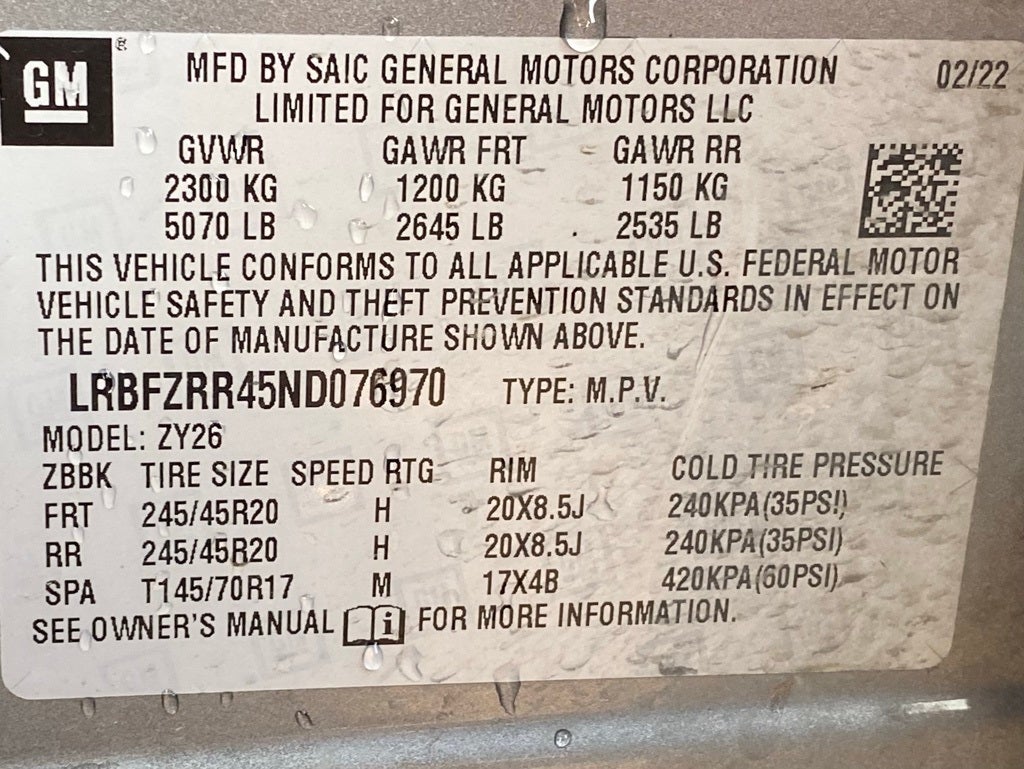 GM ®
MFD BY SAIC GENERAL MOTORS CORPORATION 02/22
LIMITED FOR GENERAL MOTORS LLC
GVWR GAWR FRT GAWR RR
2300 KG 1200 KG 1150 KG
5070 LB 2645 LB 2535 LB
THIS VEHICLE CONFORMS TO ALL APPLICABLE U.S. FEDERAL MOTOR
VEHICLE SAFETY AND THEFT PREVENTION STANDARDS IN EFFECT ON
THE DATE OF MANUFACTURE SHOWN ABOVE.
LRBFZRR45ND076970 TYPE: M.P.V.
MODEL: ZY26
ZBBK TIRE SIZE SPEED RTG RIM COLD TIRE PRESSURE
FRT 245/45R20 H 20X8.5J 240KPA(35PSI)
RR 245/45R20 H 20X8.5J 240KPA(35PSI)
SPA T145/70R17 M 17X4B 420KPA(60PSI)
SEE OWNER'S MANUAL i FOR MORE INFORMATION.